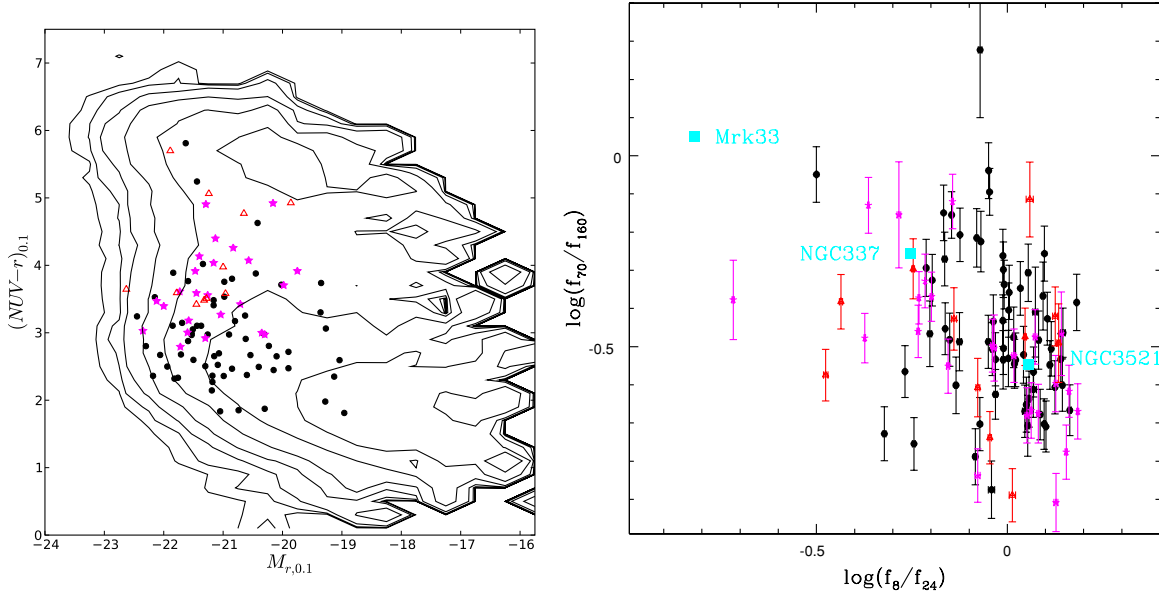 7
6
5
4
3
2
1
0
(NUV−r)0.1
−24 −23 −22 −21 −20 −19 −18 −17 −16
Mr,0.1
0
-0.5
log(f70/f160)
Mrk33
NGC337
NGC3521
-0.5 0
log(f8/f24)